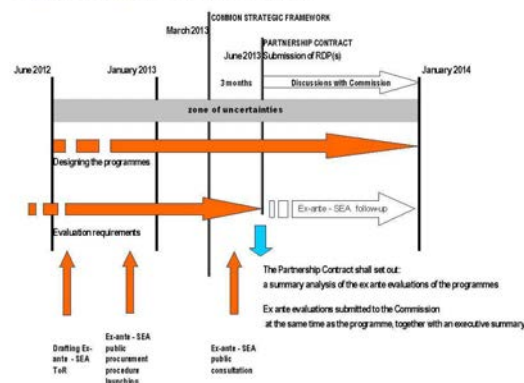 COMMON STRATEGIC FRAMEWORK
March 2013
PARTNERSHIP CONTRACT
June 2013
Submission of RDP(s)
June 2012
January 2013
3 months
Discussions with Commission
January 2014
zone of uncertainties
Designing the programmes
Ex-ante - SEA follow-up
Evaluation requirements
The Partnership Contract shall set out:
a summary analysis of the ex ante evaluations of the programmes
Ex ante evaluations submitted to the Commission
at the same time as the programme, together with an executive summary
Drafting Ex-
ante - SEA
ToR
Ex-ante - SEA
public
procurement
procedure
launching
Ex-ante - SEA
public
consultation